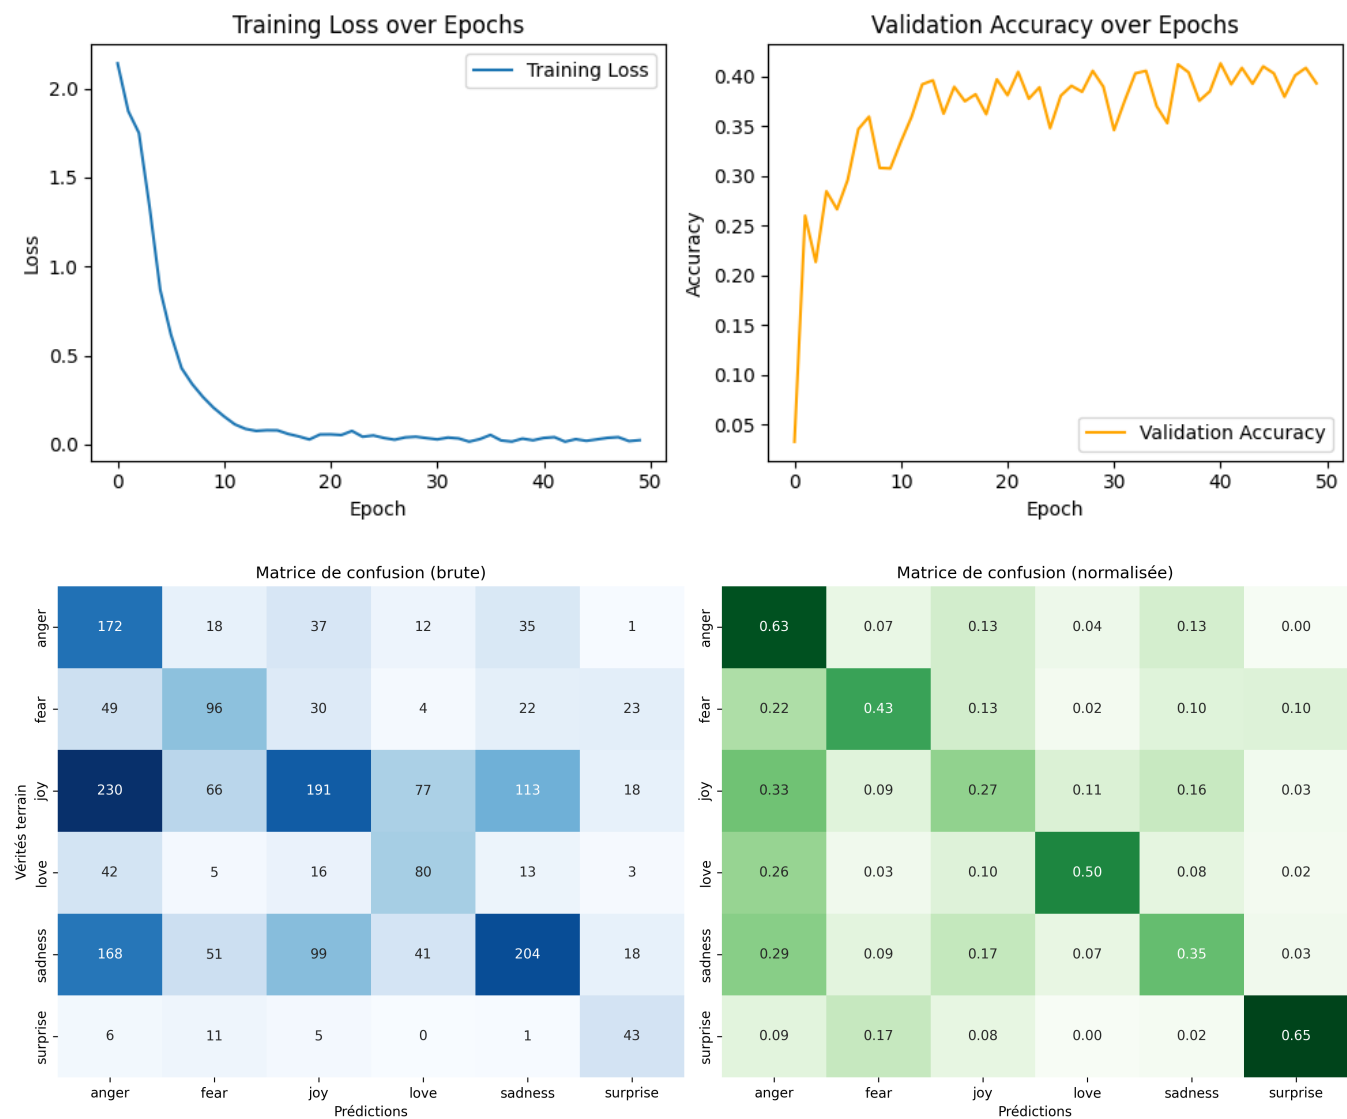 Training Loss over Epochs
Training Loss
2.0
1.5
1.0
0.5
0.0
Loss
0 10 20 30 40 50
Epoch
Validation Accuracy over Epochs
0.40
0.35
0.30
0.25
0.20
0.15
0.10
0.05
Accuracy
Validation Accuracy
0 10 20 30 40 50
Epoch
Matrice de confusion (brute)
Vérités terrain
anger 172 18 37 12 35 1
fear 49 96 30 4 22 23
joy 230 66 191 77 113 18
love 42 5 16 80 13 3
sadness 168 51 99 41 204 18
surprise 6 11 5 0 1 43
anger fear joy love sadness surprise
Prédictions
Matrice de confusion (normalisée)
anger 0.63 0.07 0.13 0.04 0.13 0.00
fear 0.22 0.43 0.13 0.02 0.10 0.10
joy 0.33 0.09 0.27 0.11 0.16 0.03
love 0.26 0.03 0.10 0.50 0.08 0.02
sadness 0.29 0.09 0.17 0.07 0.35 0.03
surprise 0.09 0.17 0.08 0.00 0.02 0.65
anger fear joy love sadness surprise
Prédictions